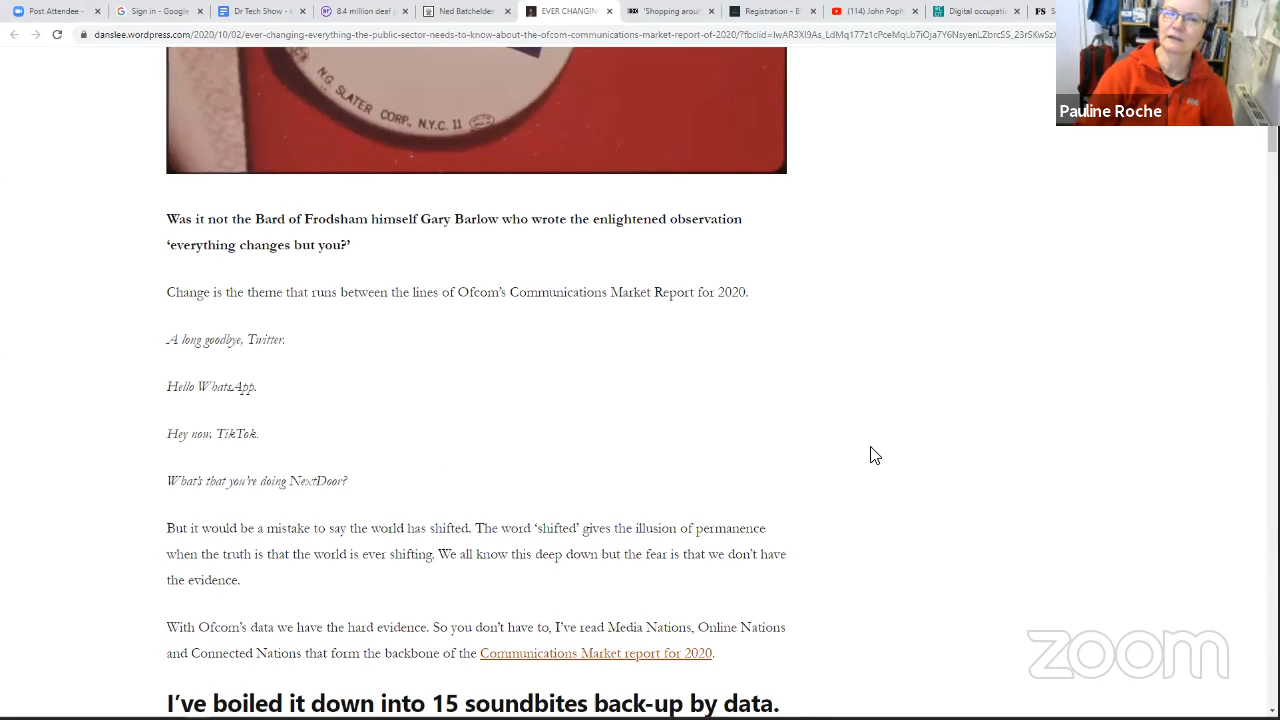 Post Attendee -
Sign in - Google
Dr Tech Show - G
8.4 million deaf
Ned Batchelder
EVER CHANGIN
'Shopping aroun
Registration - B
(114) John Poph
Digital occupati
FS S
danslee.wordpress.com/2020/10/02/ever-changing-everything-the-public-sector-needs-to-know-about-the-ofcom-communications-market-report-of-2020/?fbclid=
Pauline Roche
N.G. SLATER CORP., N.Y.C. II
Was it not the Bard of Frodsham himself Gary Barlow who wrote the enlightened observation
‘everything changes but you?’
Change is the theme that runs between the lines of Ofcom’s Communications Market Report for 2020.
A long goodbye, Twitter.
Hello WhatsApp.
Hey now, TikTok.
What’s that you’re doing NextDoor?
But it would be a mistake to say the world has shifted. The word ‘shifted’ gives the illusion of permanence
when the truth is that the world is ever shifting. We all know this deep down but the fear is that we don’t have
the evidence.
With Ofcom’s data we have the hard evidence. So you don’t have to, I’ve read Media Nations, Online Nations
and Connected Nations that form the backbone of the Communications Market report for 2020.
zoom
I’ve boiled it down into 15 soundbites back-up by data.